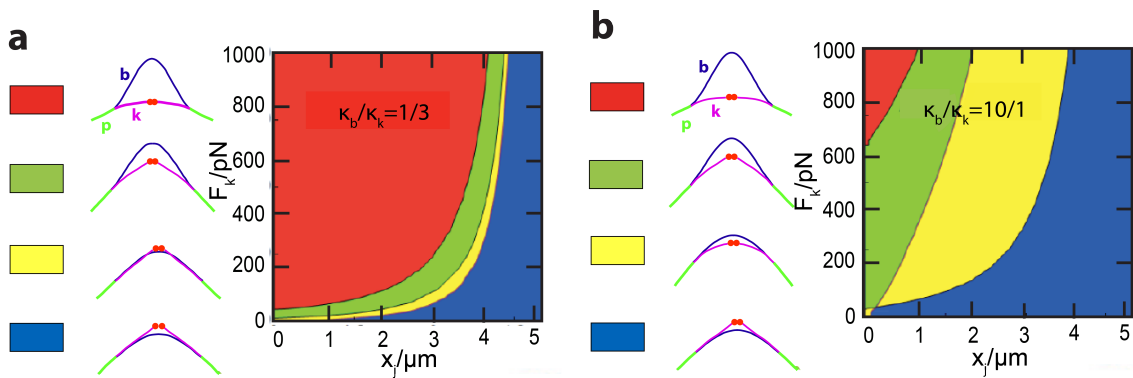 a
b
k
p
F_k/pN
1000
800
600
400
200
0
κ_b/κ_k=1/3
0 1 2 3 4 5
x_j/μm
b
b
k
p
F_k/pN
1000
800
600
400
200
0
κ_b/κ_k=10/1
0 1 2 3 4 5
x_j/μm